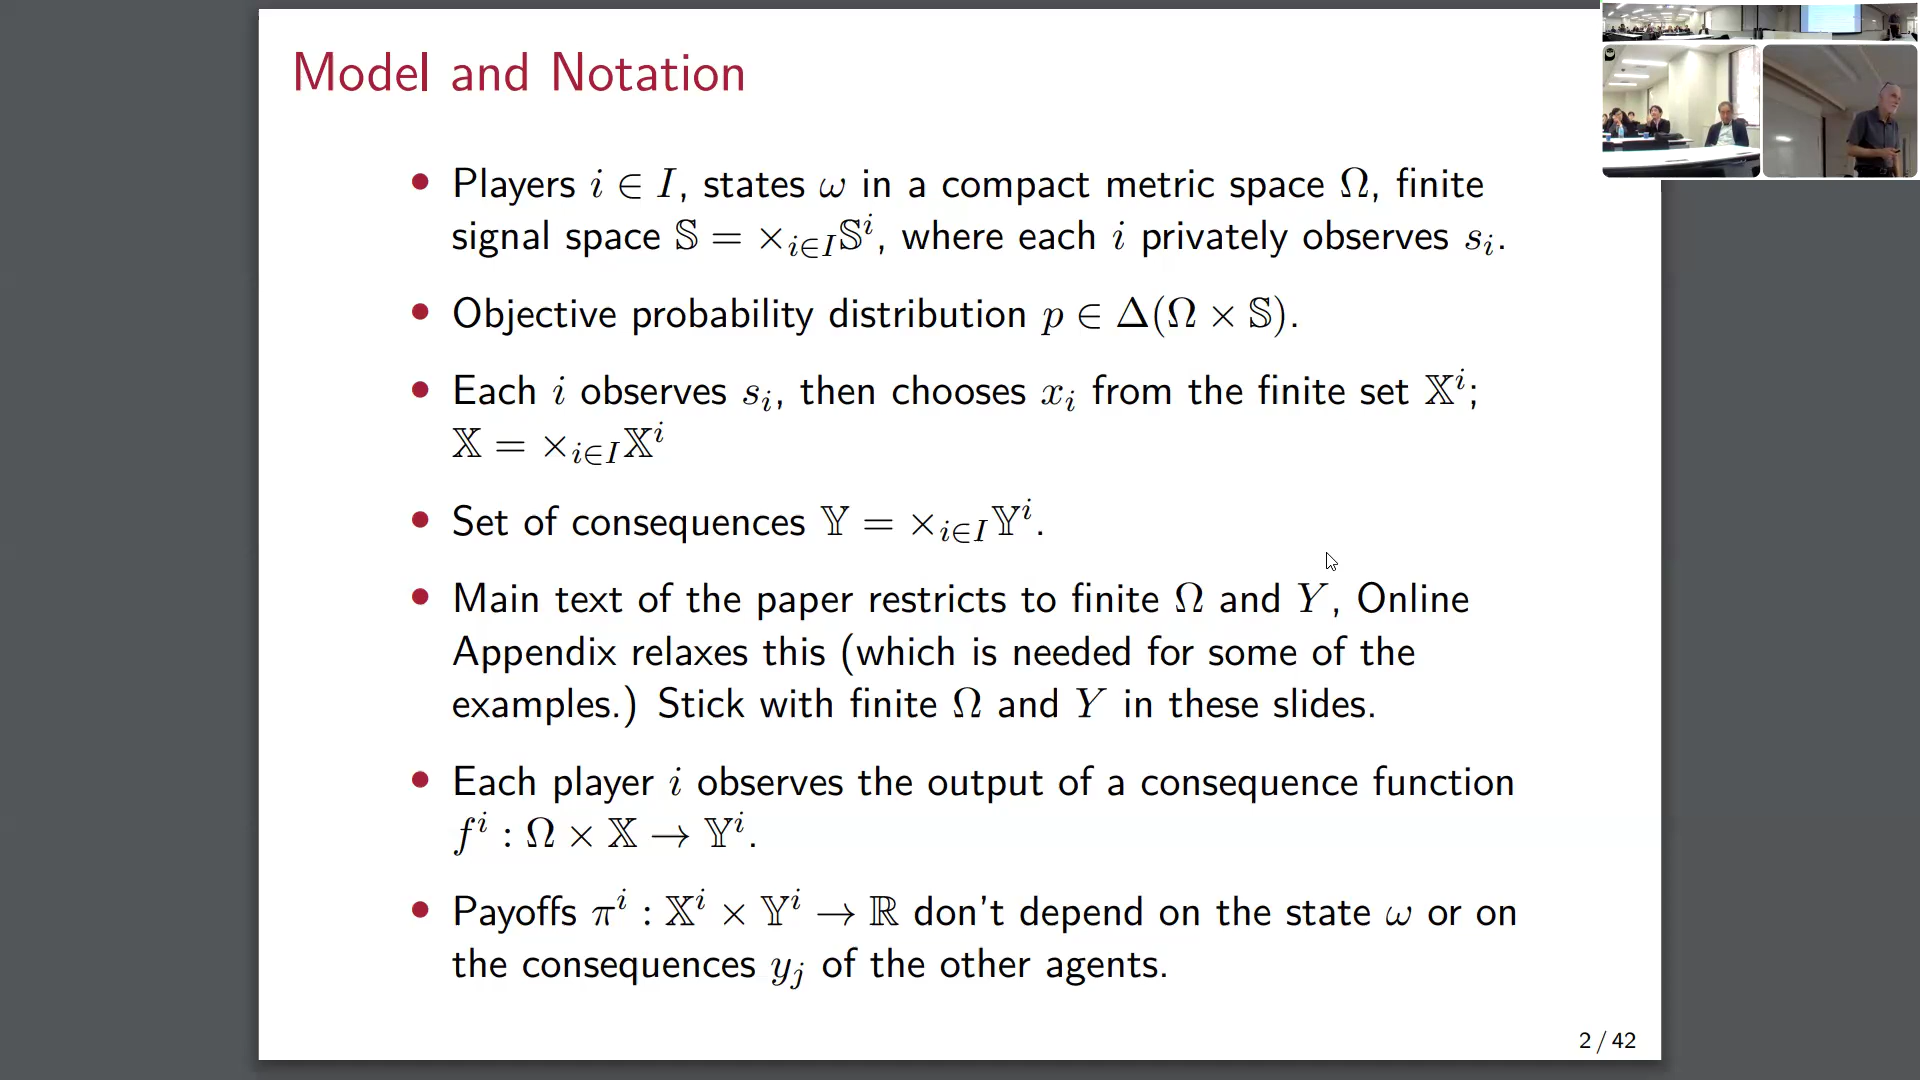 Model and Notation
• Players i ∈ I, states ω in a compact metric space Ω, finite
signal space 𝕊 = ×_{i∈I}𝕊^i, where each i privately observes s_i.
• Objective probability distribution p ∈ Δ(Ω × 𝕊).
• Each i observes s_i, then chooses x_i from the finite set 𝕏^i;
𝕏 = ×_{i∈I}𝕏^i
• Set of consequences 𝕐 = ×_{i∈I}𝕐^i.
• Main text of the paper restricts to finite Ω and Y, Online
Appendix relaxes this (which is needed for some of the
examples.) Stick with finite Ω and Y in these slides.
• Each player i observes the output of a consequence function
f^i : Ω × 𝕏 → 𝕐^i.
• Payoffs π^i : 𝕏^i × 𝕐^i → ℝ don't depend on the state ω or on
the consequences y_j of the other agents.
2 / 42